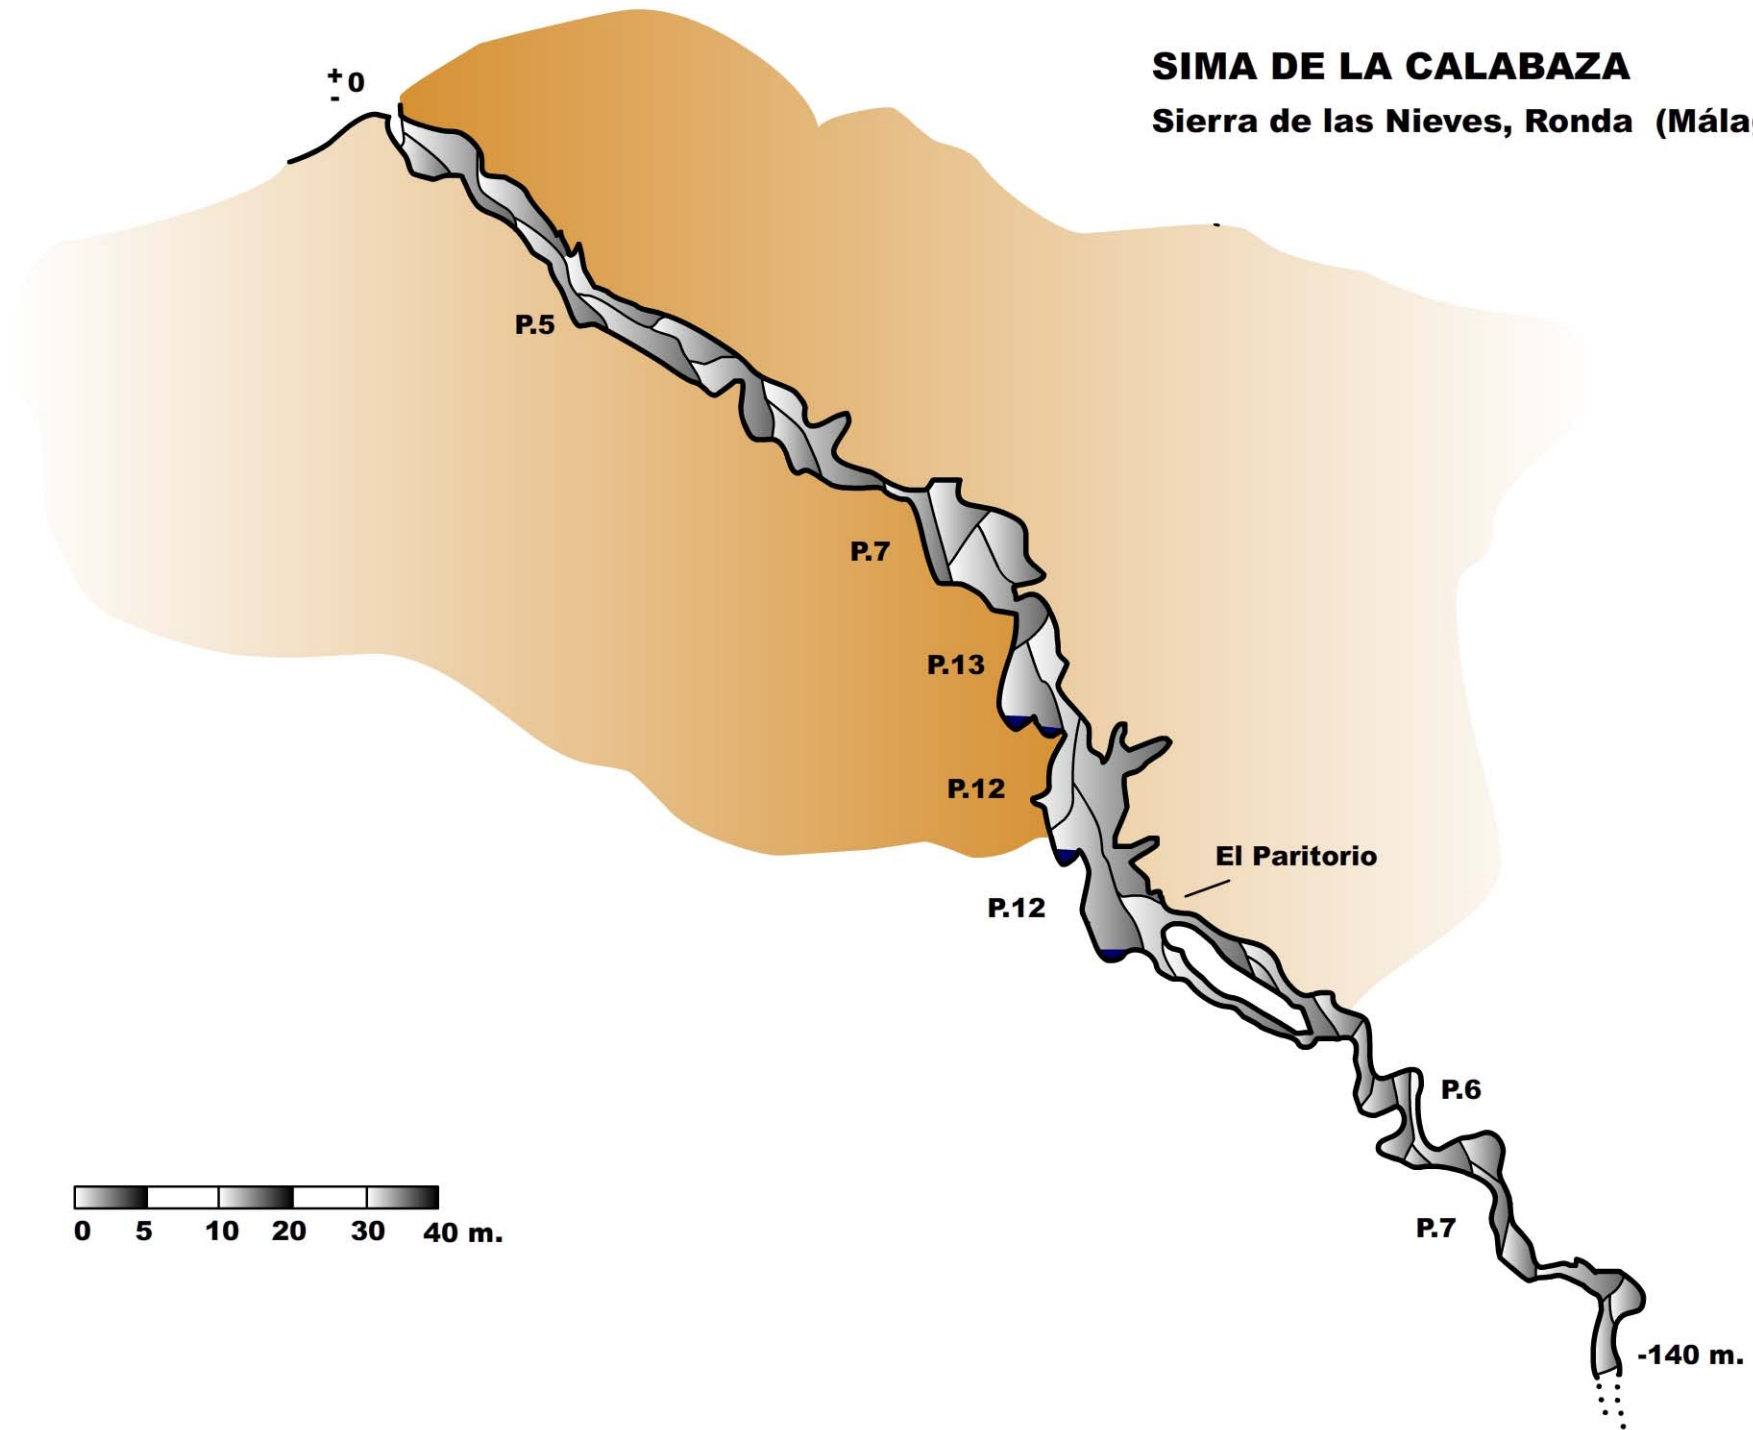 SIMA DE LA CALABAZA
Sierra de las Nieves, Ronda (Mála
+
- 0
P.5
P.7
P.13
P.12
El Paritorio
P.12
P.6
P.7
0 5 10 20 30 40 m.
-140 m.